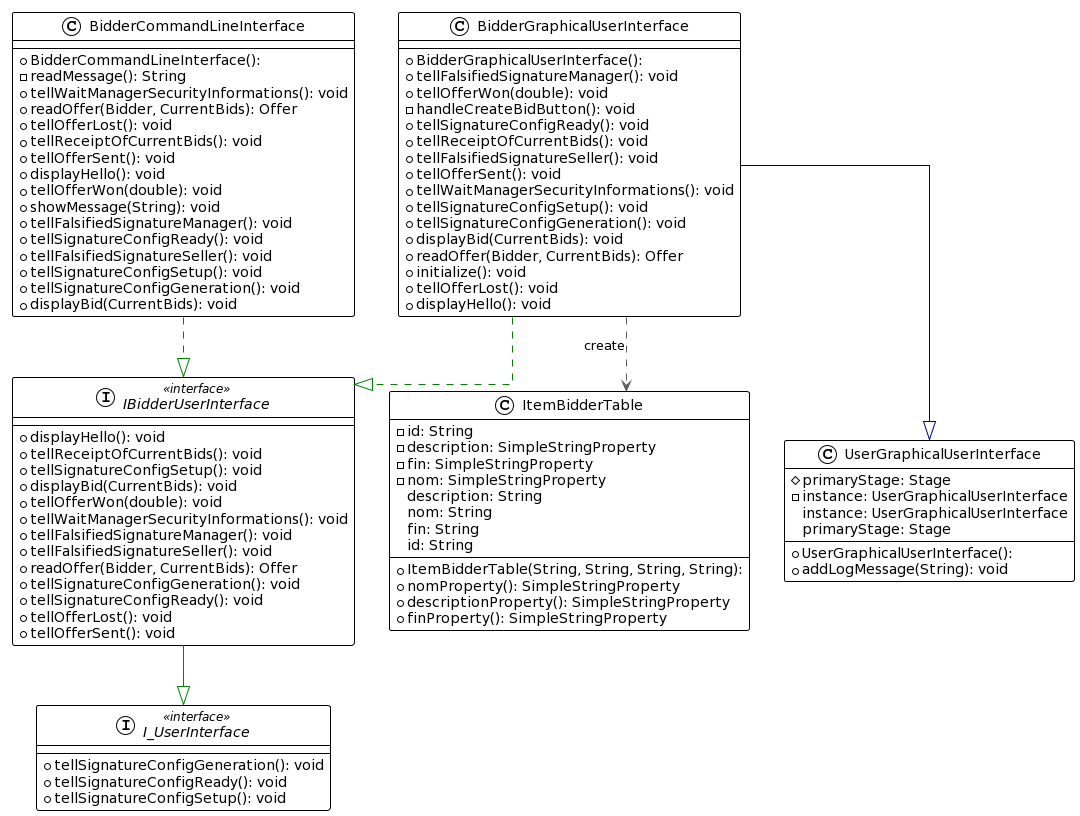 C BidderCommandLineInterface
BidderCommandLineInterface():
readMessage(): String
tellWaitManagerSecurityInformations(): void
readOffer(Bidder, CurrentBids): Offer
tellOfferLost(): void
tellReceiptOfCurrentBids(): void
tellOfferSent(): void
displayHello(): void
tellOfferWon(double): void
showMessage(String): void
tellFalsifiedSignatureManager(): void
tellSignatureConfigReady(): void
tellFalsifiedSignatureSeller(): void
tellSignatureConfigSetup(): void
tellSignatureConfigGeneration(): void
displayBid(CurrentBids): void
C BidderGraphicalUserInterface
BidderGraphicalUserInterface():
tellFalsifiedSignatureManager(): void
tellOfferWon(double): void
handleCreateBidButton(): void
tellSignatureConfigReady(): void
tellReceiptOfCurrentBids(): void
tellFalsifiedSignatureSeller(): void
tellOfferSent(): void
tellWaitManagerSecurityInformations(): void
tellSignatureConfigSetup(): void
tellSignatureConfigGeneration(): void
displayBid(CurrentBids): void
readOffer(Bidder, CurrentBids): Offer
initialize(): void
tellOfferLost(): void
displayHello(): void
create
«interface»
I IBidderUserInterface
displayHello(): void
tellReceiptOfCurrentBids(): void
tellSignatureConfigSetup(): void
displayBid(CurrentBids): void
tellOfferWon(double): void
tellWaitManagerSecurityInformations(): void
tellFalsifiedSignatureManager(): void
tellFalsifiedSignatureSeller(): void
readOffer(Bidder, CurrentBids): Offer
tellSignatureConfigGeneration(): void
tellSignatureConfigReady(): void
tellOfferLost(): void
tellOfferSent(): void
C ItemBidderTable
id: String
description: SimpleStringProperty
fin: SimpleStringProperty
nom: SimpleStringProperty
description: String
nom: String
fin: String
id: String
ItemBidderTable(String, String, String, String):
nomProperty(): SimpleStringProperty
descriptionProperty(): SimpleStringProperty
finProperty(): SimpleStringProperty
C UserGraphicalUserInterface
primaryStage: Stage
instance: UserGraphicalUserInterface
instance: UserGraphicalUserInterface
primaryStage: Stage
UserGraphicalUserInterface():
addLogMessage(String): void
«interface»
I I_UserInterface
tellSignatureConfigGeneration(): void
tellSignatureConfigReady(): void
tellSignatureConfigSetup(): void